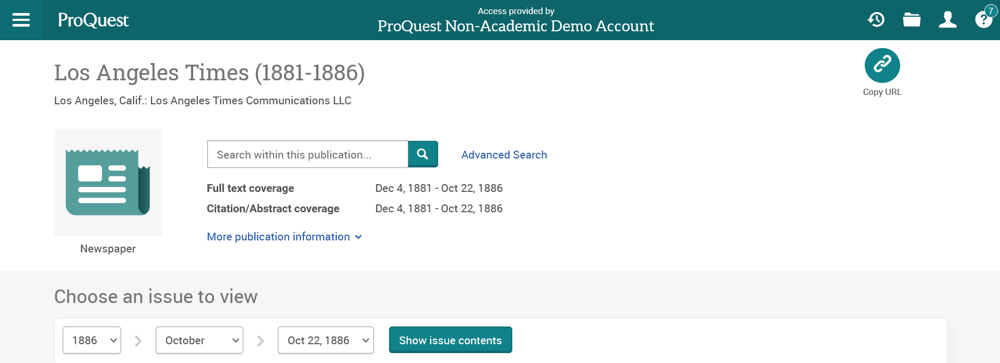 ProQuest
Access provided by
ProQuest Non-Academic Demo Account
7
?
Los Angeles Times (1881-1886)
Los Angeles, Calif.: Los Angeles Times Communications LLC
Copy URL
Newspaper
Search within this publication...
Advanced Search
Full text coverage Dec 4, 1881 - Oct 22, 1886
Citation/Abstract coverage Dec 4, 1881 - Oct 22, 1886
More publication information
Choose an issue to view
1886 October Oct 22, 1886 Show issue contents